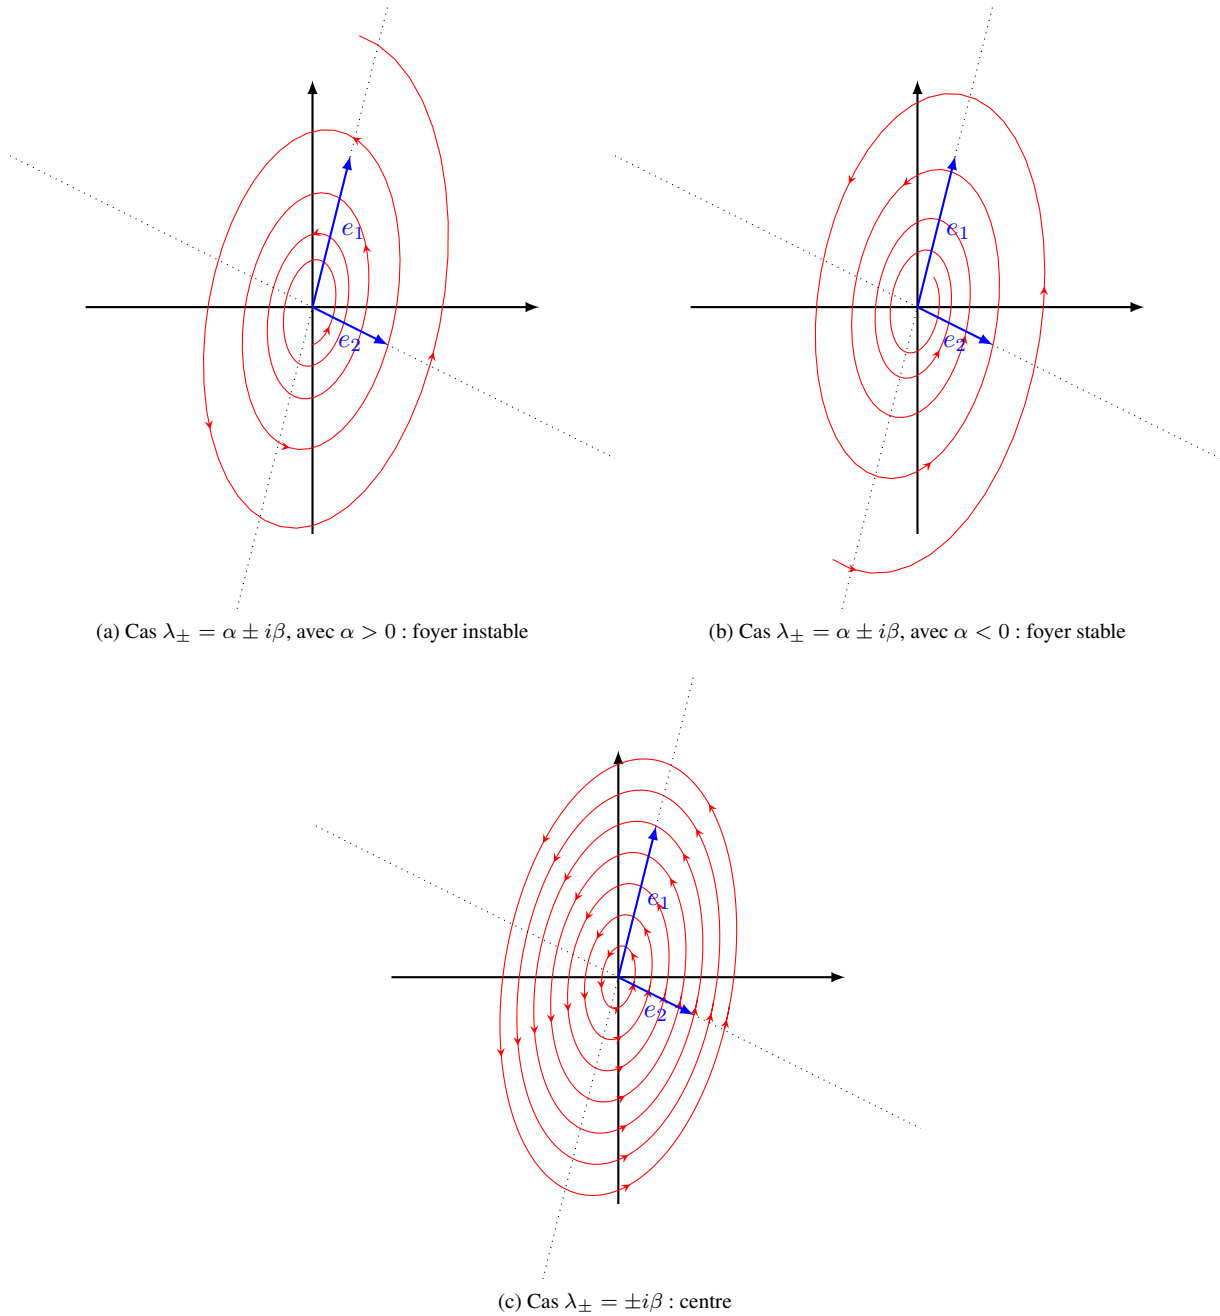 e₁
e₂
(a) Cas λ± = α ± iβ, avec α > 0 : foyer instable
e₁
e₂
(b) Cas λ± = α ± iβ, avec α < 0 : foyer stable
e₁
e₂
(c) Cas λ± = ±iβ : centre